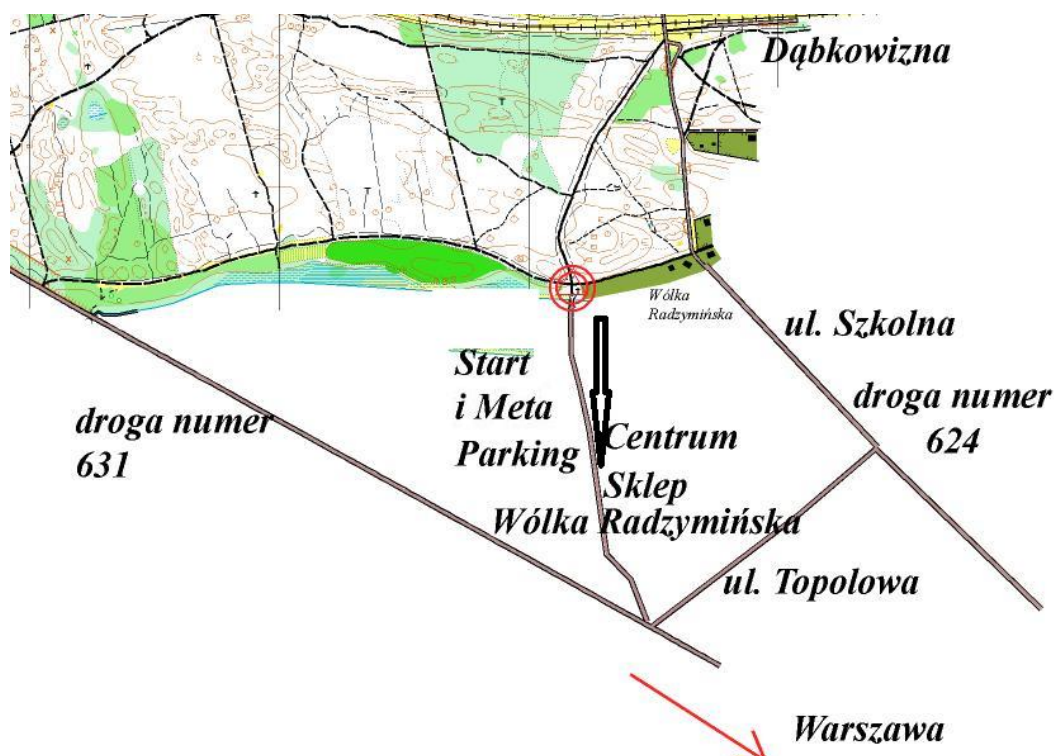 Dąbkowizna
Wólka
Radzymińska
ul. Szkolna
Start
i Meta
Parking
droga numer
631
droga numer
624
Centrum
Sklep
Wólka Radzymińska
ul. Topolowa
Warszawa